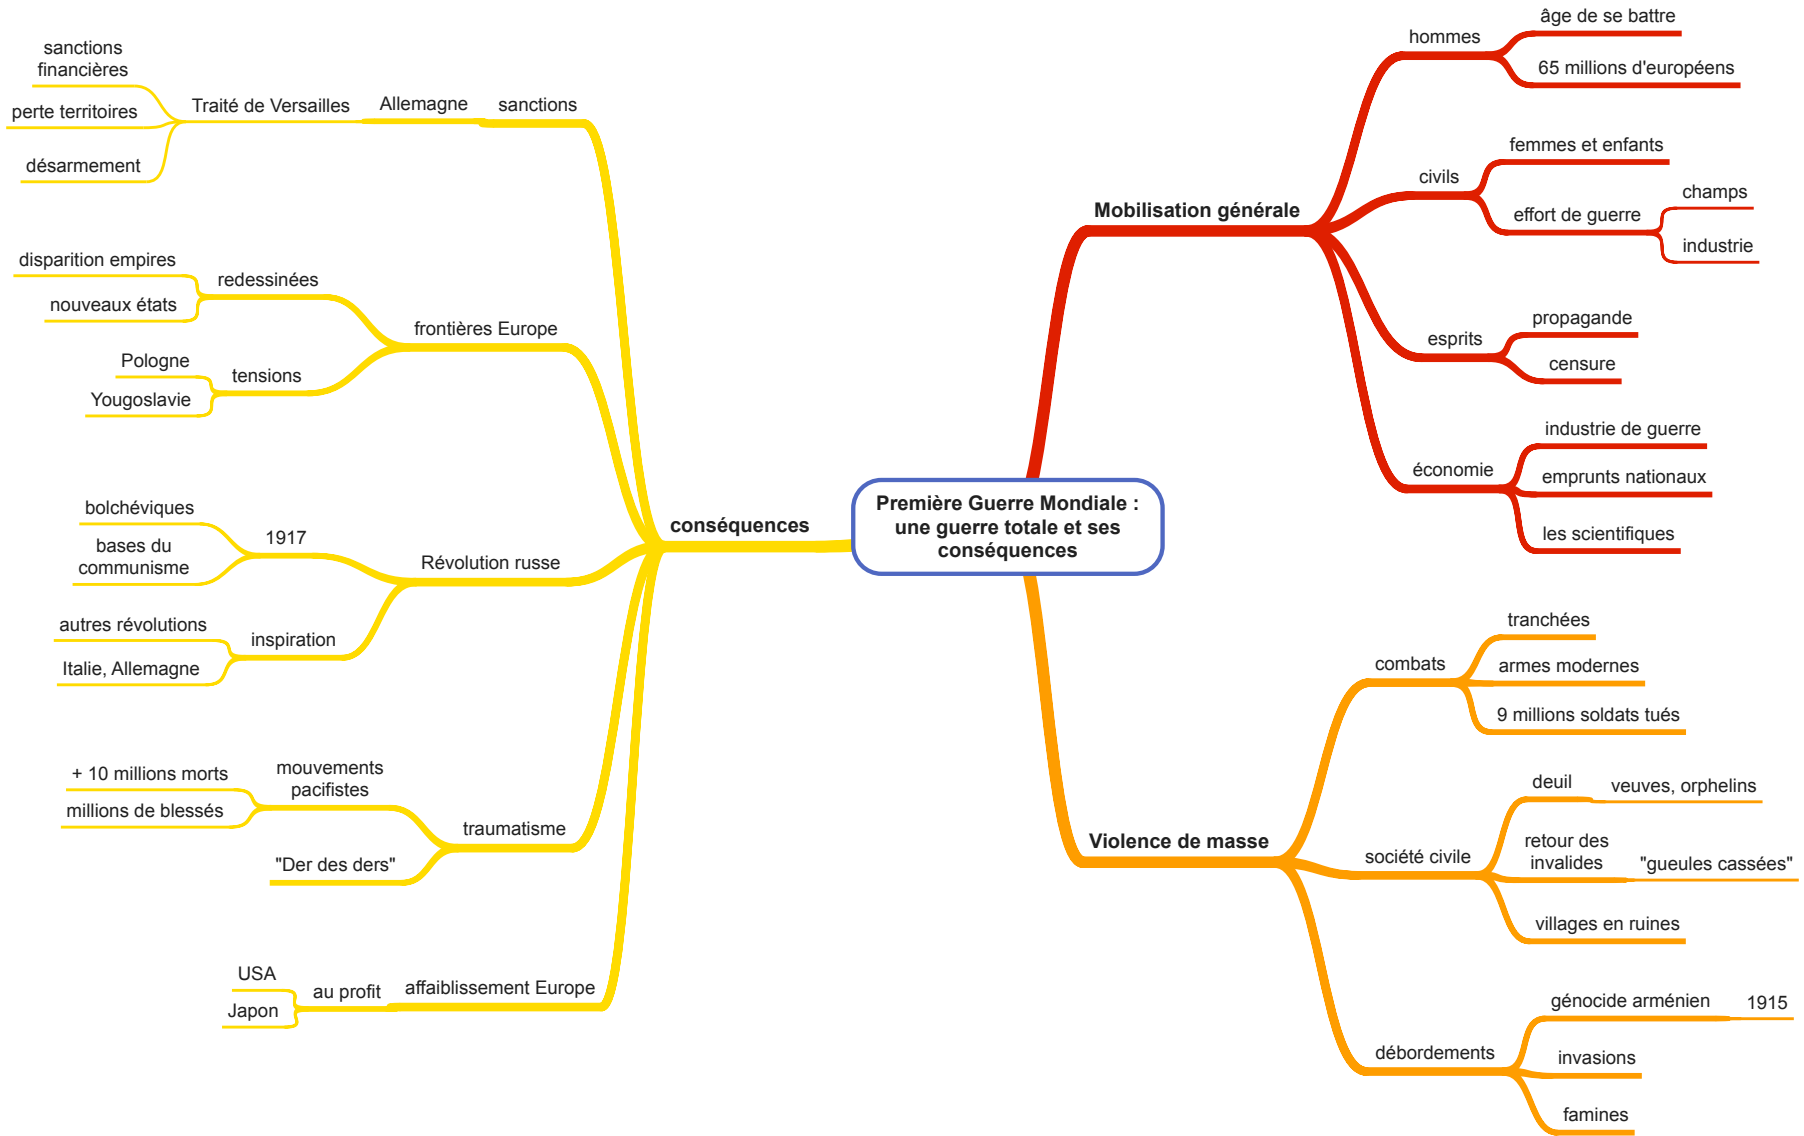 Première Guerre Mondiale :
une guerre totale et ses
conséquences
Mobilisation générale
hommes
âge de se battre
65 millions d'européens
civils
femmes et enfants
effort de guerre
champs
industrie
esprits
propagande
censure
économie
industrie de guerre
emprunts nationaux
les scientifiques
Violence de masse
combats
tranchées
armes modernes
9 millions soldats tués
société civile
deuil
veuves, orphelins
retour des
invalides
"gueules cassées"
villages en ruines
débordements
génocide arménien
1915
invasions
famines
conséquences
sanctions
Allemagne
Traité de Versailles
sanctions
financières
perte territoires
désarmement
frontières Europe
redessinées
disparition empires
nouveaux états
tensions
Pologne
Yougoslavie
Révolution russe
1917
bolchéviques
bases du
communisme
inspiration
autres révolutions
Italie, Allemagne
traumatisme
mouvements
pacifistes
+ 10 millions morts
millions de blessés
"Der des ders"
affaiblissement Europe
au profit
USA
Japon